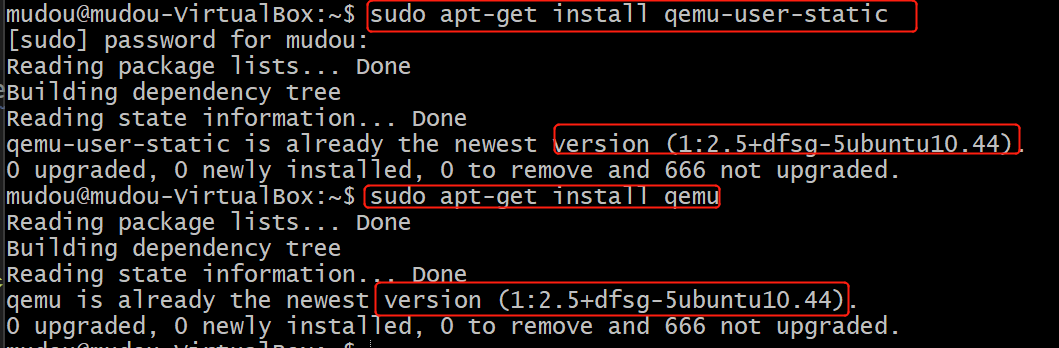 mudou@mudou-VirtualBox:~$ sudo apt-get install qemu-user-static
[sudo] password for mudou:
Reading package lists... Done
Building dependency tree
Reading state information... Done
qemu-user-static is already the newest version (1:2.5+dfsg-5ubuntu10.44).
0 upgraded, 0 newly installed, 0 to remove and 666 not upgraded.
mudou@mudou-VirtualBox:~$ sudo apt-get install qemu
Reading package lists... Done
Building dependency tree
Reading state information... Done
qemu is already the newest version (1:2.5+dfsg-5ubuntu10.44).
0 upgraded, 0 newly installed, 0 to remove and 666 not upgraded.
mudou@mudou-VirtualBox:~$